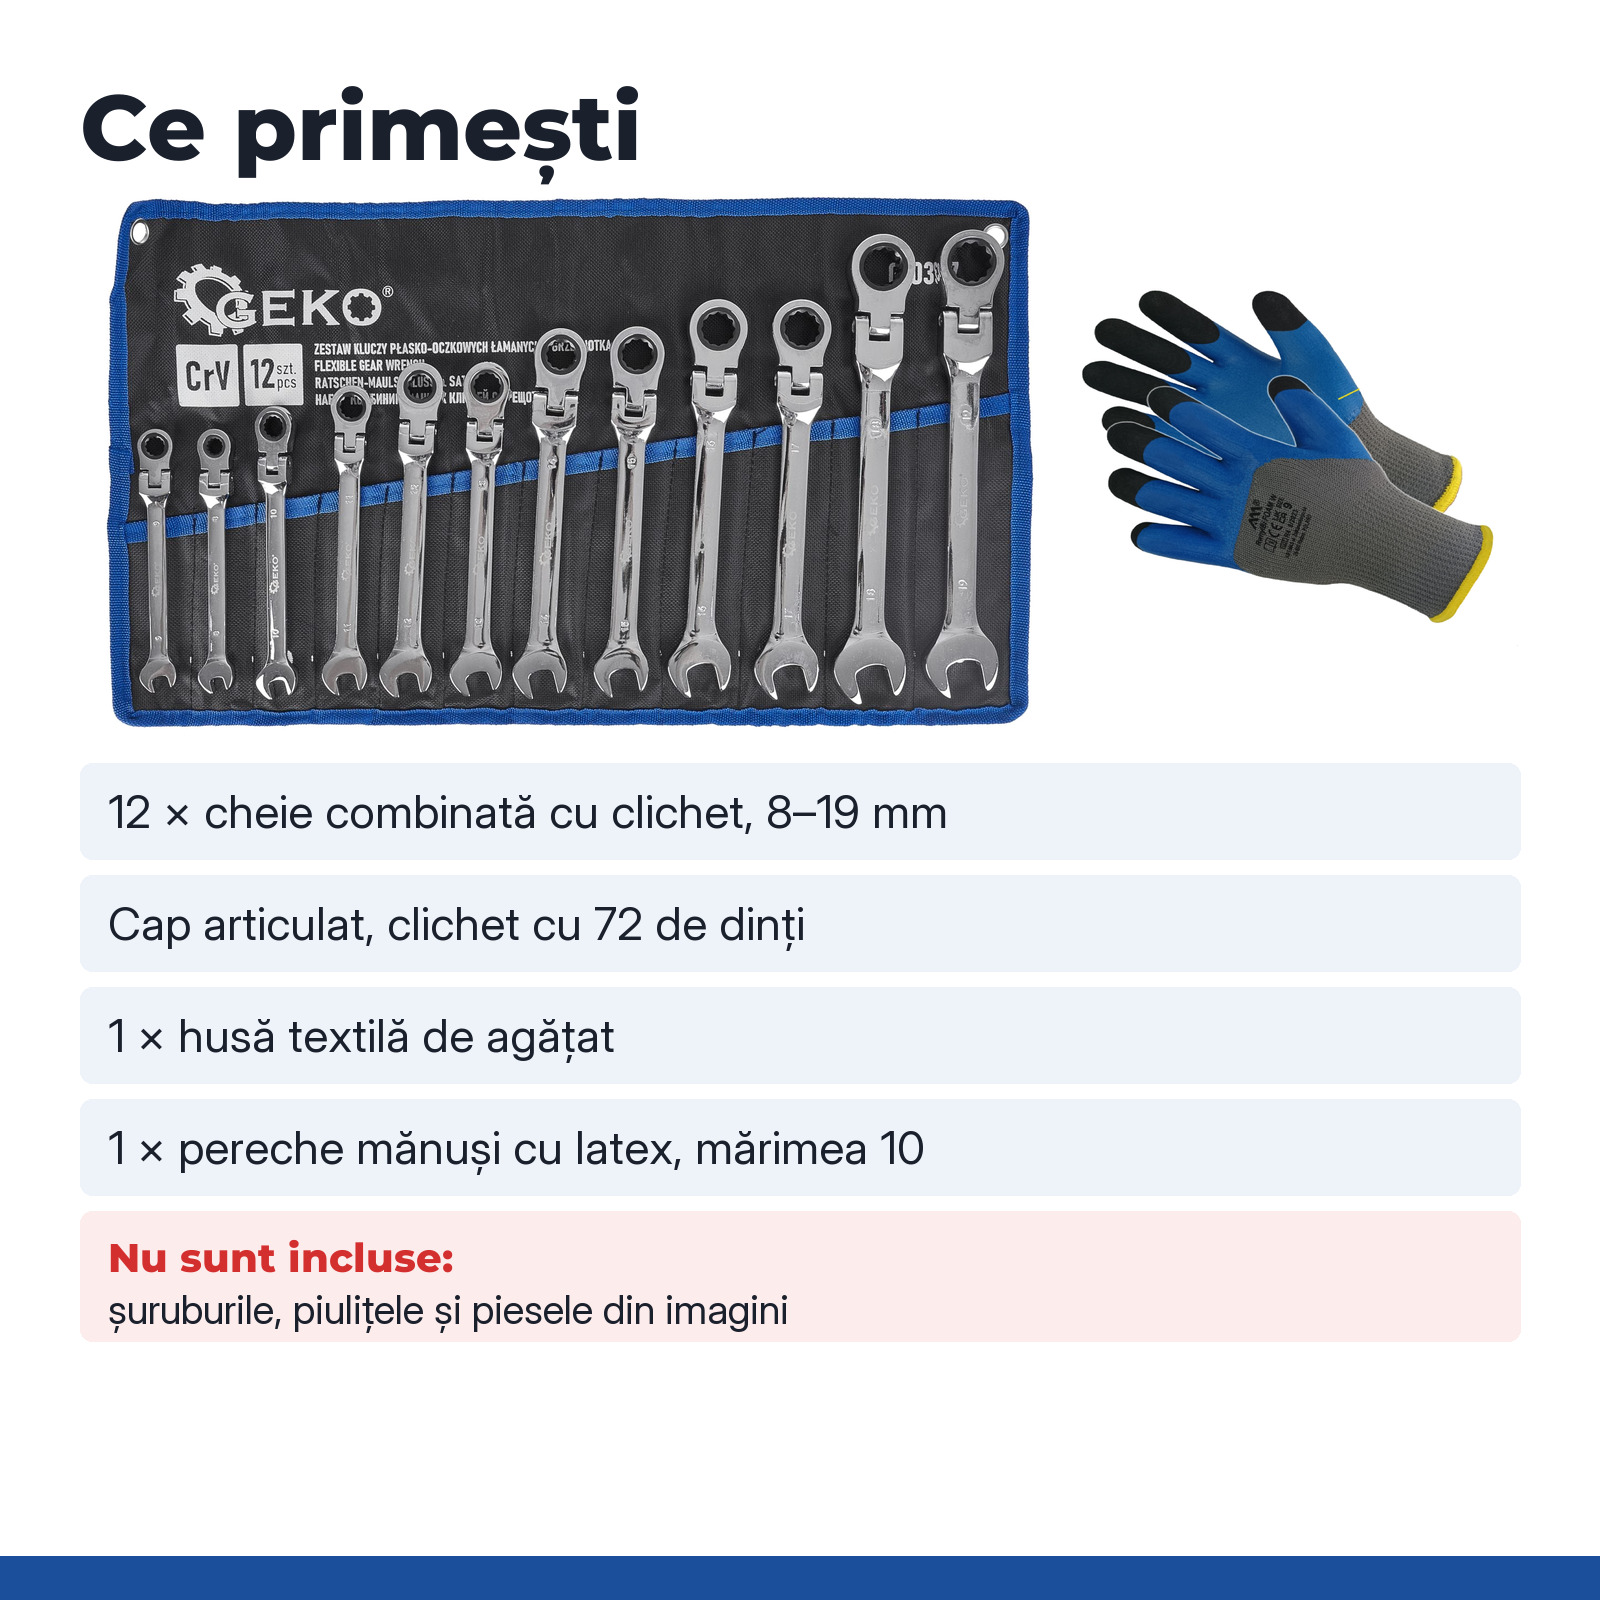 Ce primești
GEKO®
CrV
12 szt.
pcs
ZESTAW KLUCZY PŁASKO-OCZKOWYCH
FLEXIBLE GEAR WRENCH
12 × cheie combinată cu clichet, 8–19 mm
Cap articulat, clichet cu 72 de dinți
1 × husă textilă de agățat
1 × pereche mănuși cu latex, mărimea 10
Nu sunt incluse:
șuruburile, piulițele și piesele din imagini